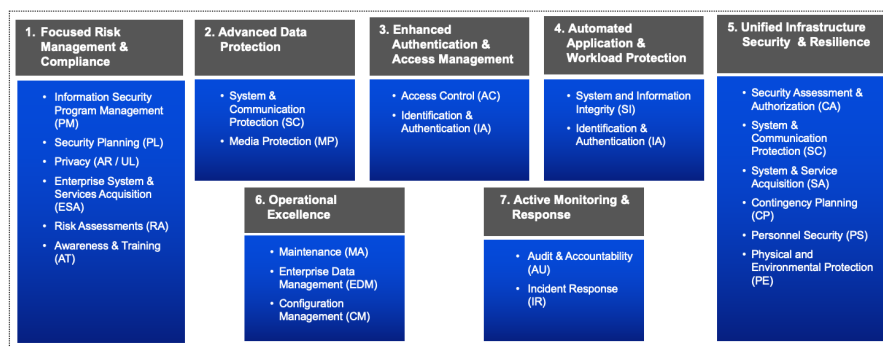 1. Focused Risk
Management &
Compliance
• Information Security
Program Management
(PM)
• Security Planning (PL)
• Privacy (AR / UL)
• Enterprise System &
Services Acquisition
(ESA)
• Risk Assessments (RA)
• Awareness & Training
(AT)
2. Advanced Data
Protection
• System &
Communication
Protection (SC)
• Media Protection (MP)
3. Enhanced
Authentication &
Access Management
• Access Control (AC)
• Identification &
Authentication (IA)
4. Automated
Application &
Workload Protection
• System and Information
Integrity (SI)
• Identification &
Authentication (IA)
5. Unified Infrastructure
Security & Resilience
• Security Assessment &
Authorization (CA)
• System &
Communication
Protection (SC)
• System & Service
Acquisition (SA)
• Contingency Planning
(CP)
• Personnel Security (PS)
• Physical and
Environmental Protection
(PE)
6. Operational
Excellence
• Maintenance (MA)
• Enterprise Data
Management (EDM)
• Configuration
Management (CM)
7. Active Monitoring &
Response
• Audit & Accountability
(AU)
• Incident Response
(IR)